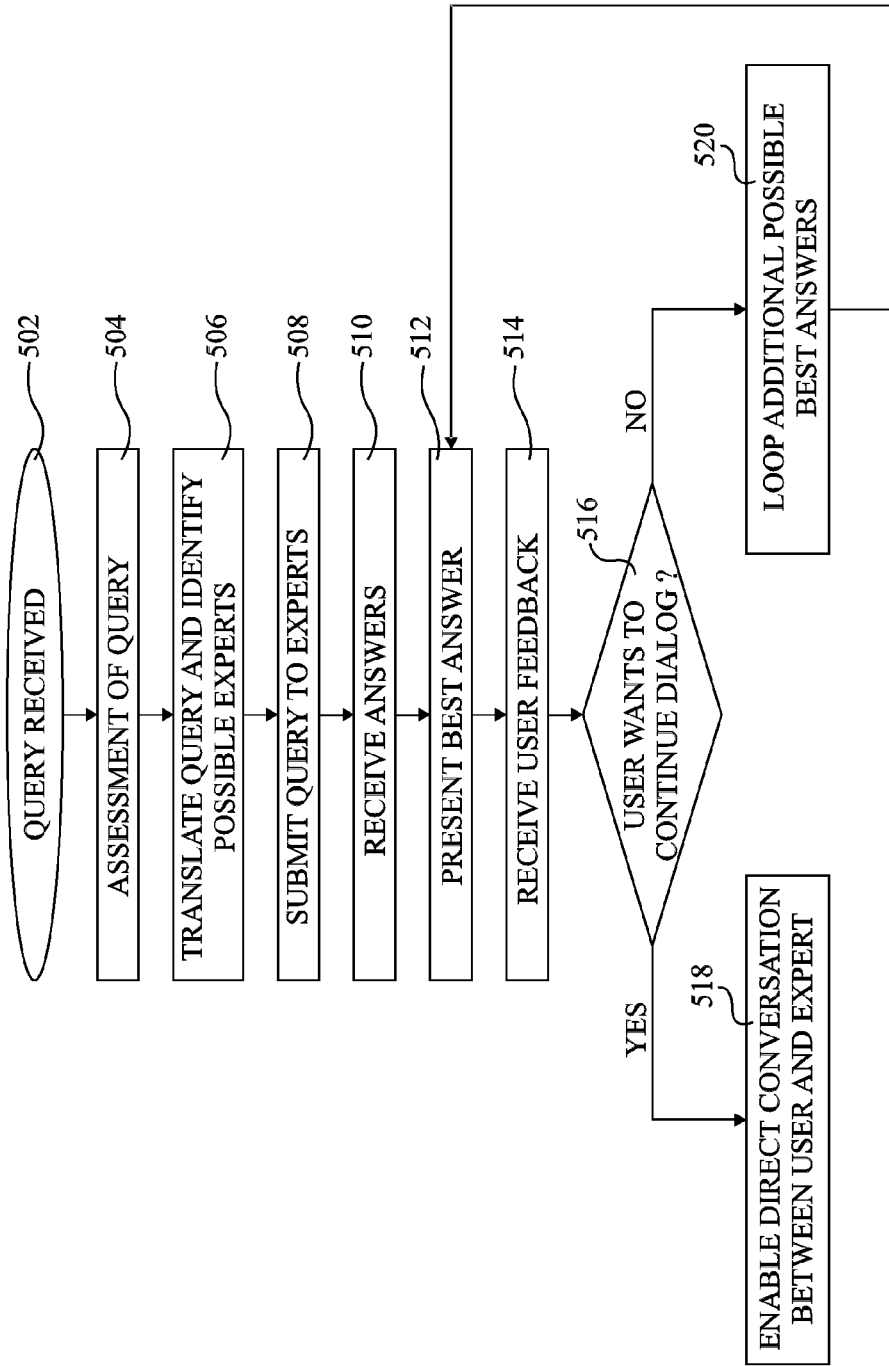 QUERY RECEIVED
502
ASSESSMENT OF QUERY
504
TRANSLATE QUERY AND IDENTIFY
POSSIBLE EXPERTS
506
SUBMIT QUERY TO EXPERTS
508
RECEIVE ANSWERS
510
PRESENT BEST ANSWER
512
RECEIVE USER FEEDBACK
514
516
USER WANTS TO
CONTINUE DIALOG ?
YES
NO
518
ENABLE DIRECT CONVERSATION
BETWEEN USER AND EXPERT
520
LOOP ADDITIONAL POSSIBLE
BEST ANSWERS